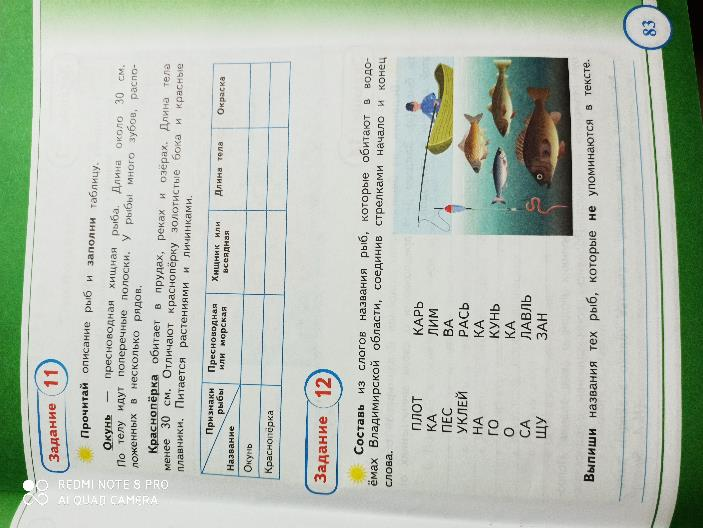 Задание 11
Прочитай описание рыб и заполни таблицу.
Окунь — пресноводная хищная рыба. Длина около 30 см.
По телу идут поперечные полоски. У рыбы много зубов, распо-
ложенных в несколько рядов.
Краснопёрка обитает в прудах, реках и озёрах. Длина тела
менее 30 см. Отличают краснопёрку золотистые бока и красные
плавники. Питается растениями и личинками.
Признаки рыбы
Название
Пресноводная или морская
Хищник или всеядная
Длина тела
Окраска
Окунь
Краснопёрка
Задание 12
Составь из слогов названия рыб, которые обитают в водо-
ёмах Владимирской области, соединив стрелками начало и конец
слова.
ПЛОТ КАРЬ
КА ЛИМ
ПЕС ВА
УКЛЕЙ РАСЬ
НА КА
ГО КУНЬ
О КА
СА ЛАВЛЬ
ЩУ ЗАН
Выпиши названия тех рыб, которые не упоминаются в тексте.
83
REDMI NOTE 8 PRO
AI QUAD CAMERA